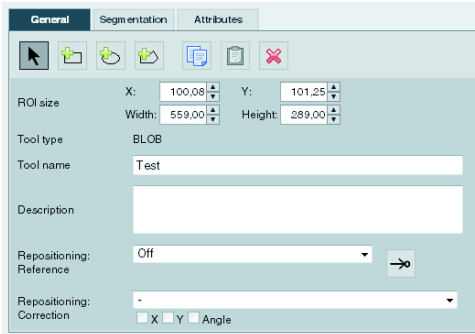 General Segmentation Attributes
ROI size
X: 100,08 Y: 101,25
Width: 559,00 Height: 289,00
Tool type BLOB
Tool name Test
Description
Repositioning: Off
Reference
Repositioning: -
Correction X Y Angle